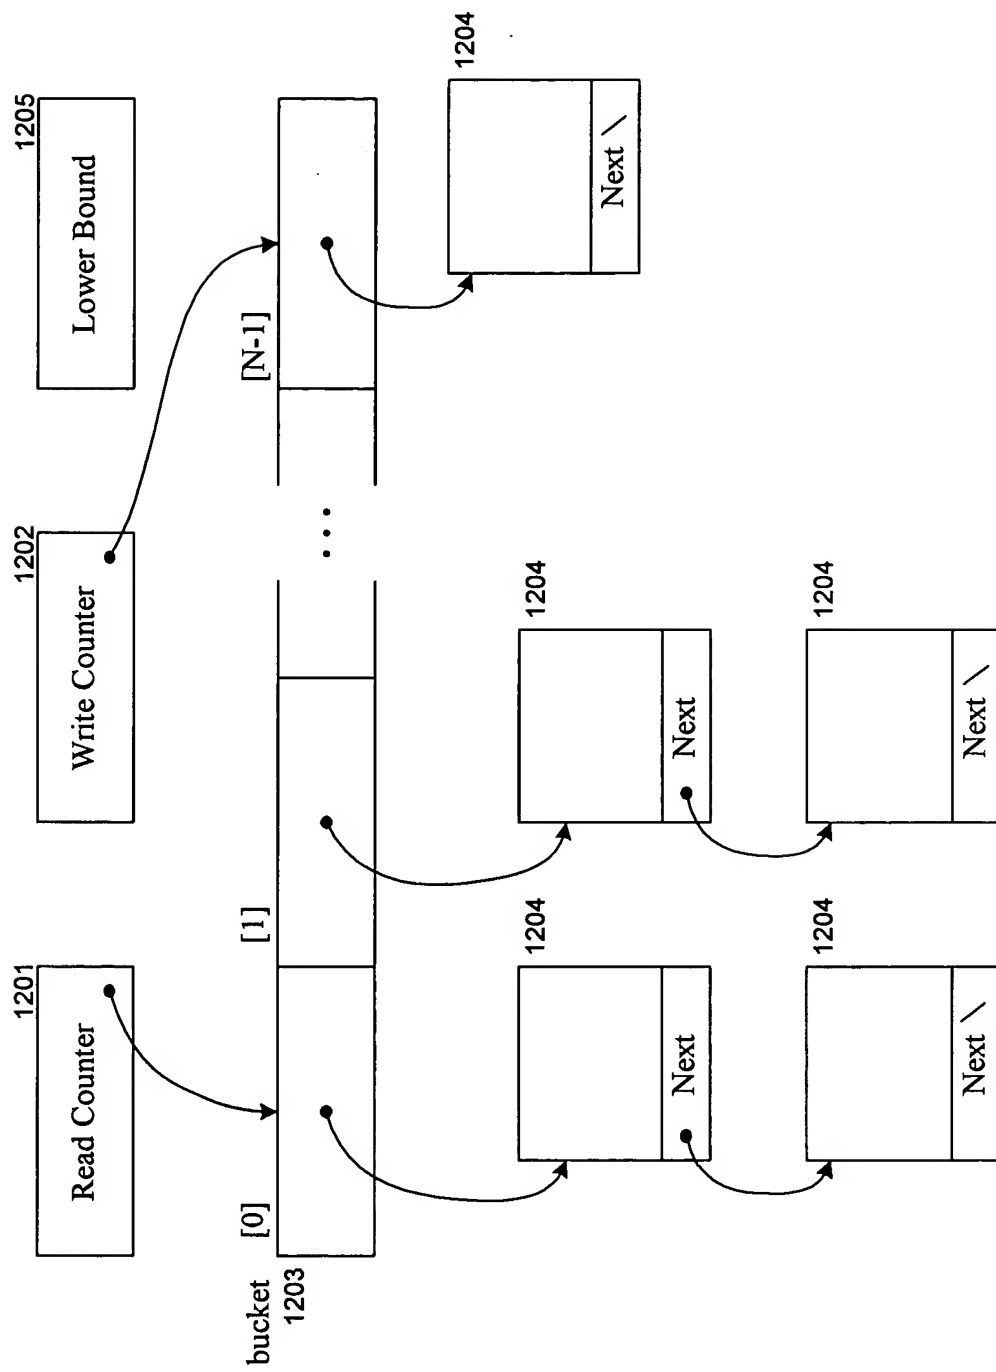 1201
Read Counter
1202
Write Counter
1205
Lower Bound
bucket
1203
[0]
[1]
...
[N-1]
1204
Next
1204
Next
1204
Next \
1204
Next \
1204
Next \